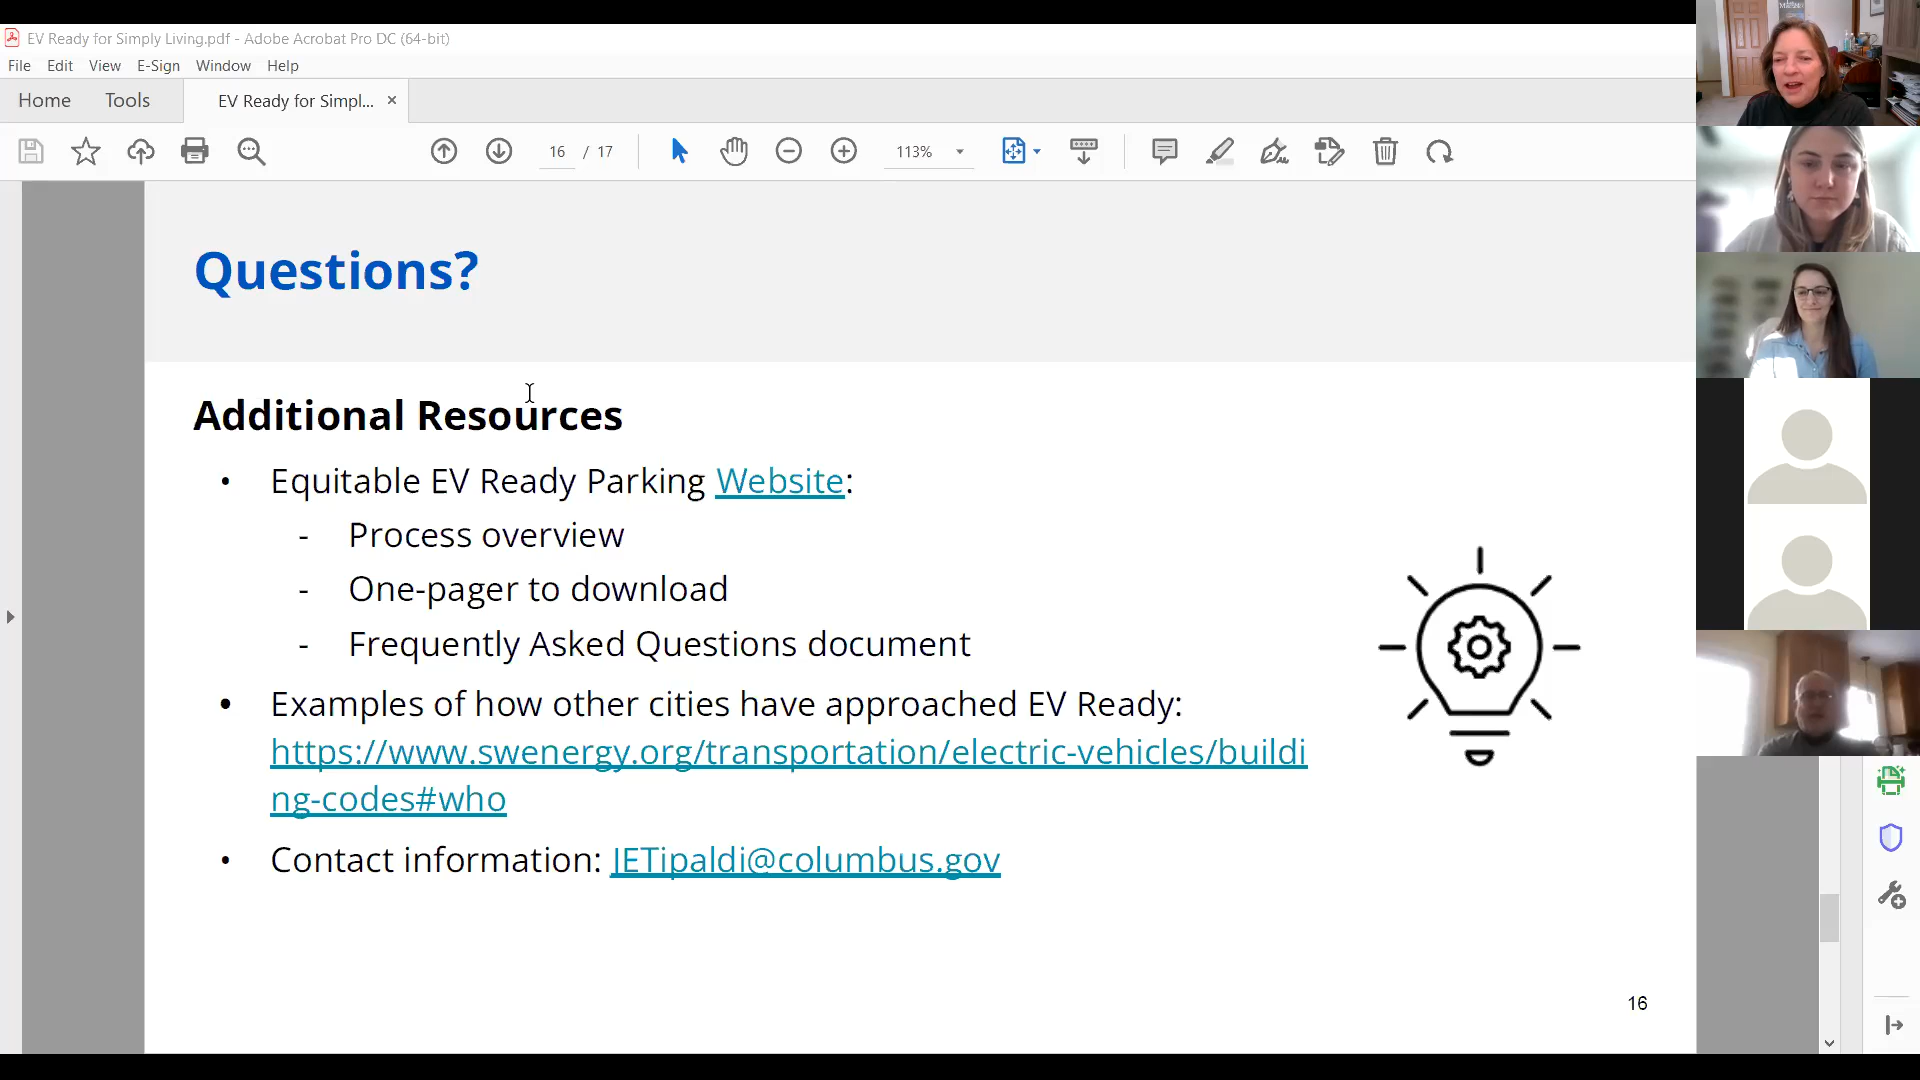 EV Ready for Simply Living.pdf - Adobe Acrobat Pro DC (64-bit)
File Edit View E-Sign Window Help
Home Tools EV Ready for Simpl... ×
16 / 17 113%
Questions?
Additional Resources
• Equitable EV Ready Parking Website:
- Process overview
- One-pager to download
- Frequently Asked Questions document
• Examples of how other cities have approached EV Ready:
https://www.swenergy.org/transportation/electric-vehicles/buildi
ng-codes#who
• Contact information: JETipaldi@columbus.gov
16